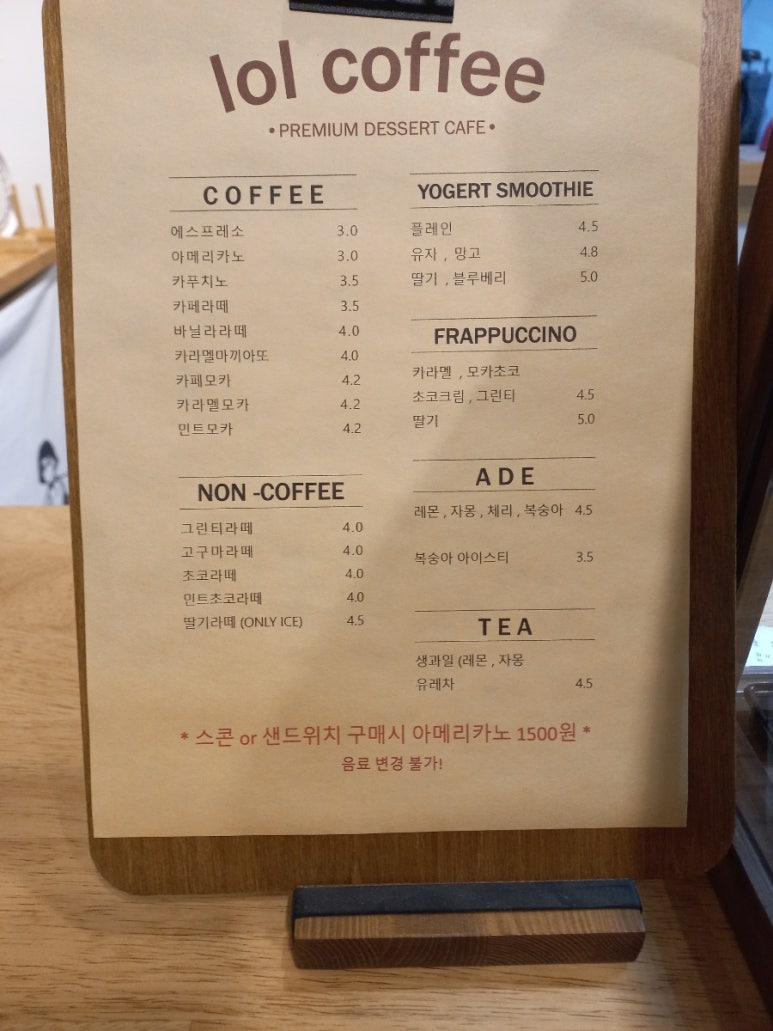 lol coffee
•PREMIUM DESSERT CAFE•
COFFEE
에스프레소 3.0
아메리카노 3.0
카푸치노 3.5
카페라떼 3.5
바닐라라떼 4.0
카라멜마끼아또 4.0
카페모카 4.2
카라멜모카 4.2
민트모카 4.2
NON -COFFEE
그린티라떼 4.0
고구마라떼 4.0
초코라떼 4.0
민트초코라떼 4.0
딸기라떼 (ONLY ICE) 4.5
YOGERT SMOOTHIE
플레인 4.5
유자 , 망고 4.8
딸기 , 블루베리 5.0
FRAPPUCCINO
카라멜 , 모카초코
초코크림 , 그린티 4.5
딸기 5.0
ADE
레몬 , 자몽 , 체리 , 복숭아 4.5
복숭아 아이스티 3.5
TEA
생과일 (레몬 , 자몽
유레차 4.5
* 스콘 or 샌드위치 구매시 아메리카노 1500원 *
음료 변경 불가!